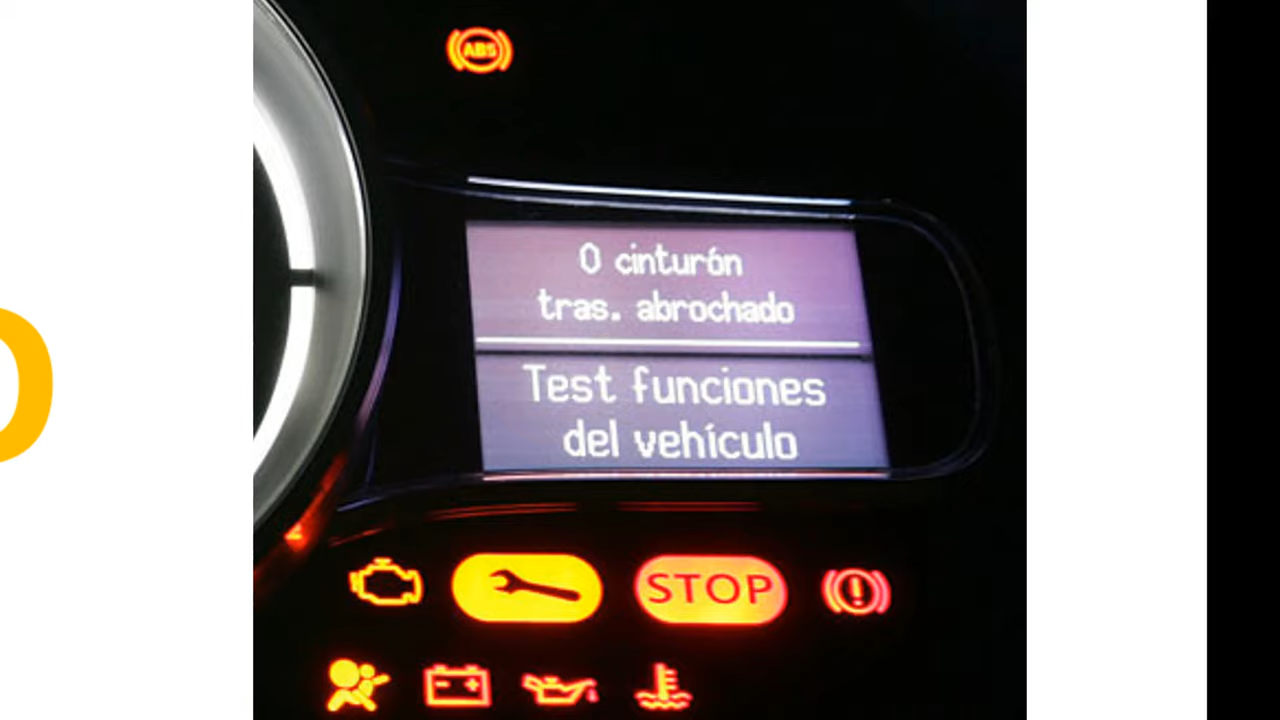 ABS
0 cinturón
tras. abrochado
Test funciones
del vehículo
STOP